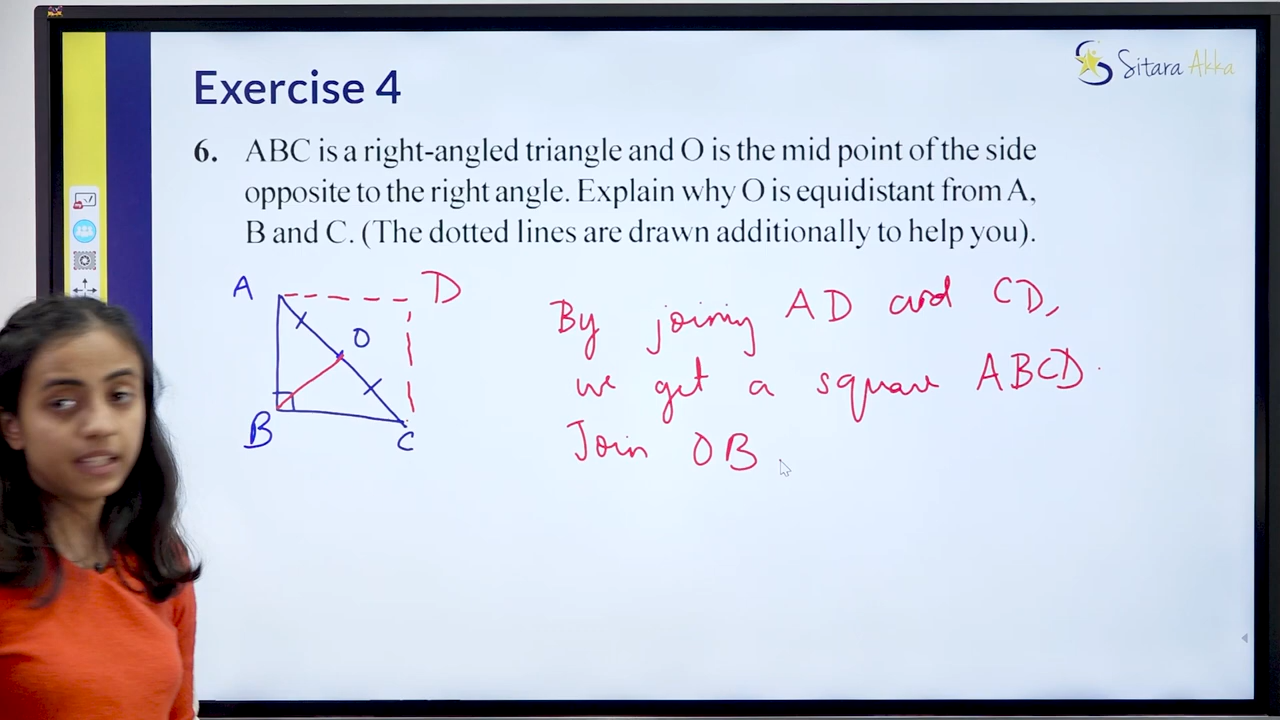 Sitara Akka
Exercise 4
6. ABC is a right-angled triangle and O is the mid point of the side
opposite to the right angle. Explain why O is equidistant from A,
B and C. (The dotted lines are drawn additionally to help you).
A
D
O
B
C
By joining AD and CD,
we get a square ABCD.
Join OB